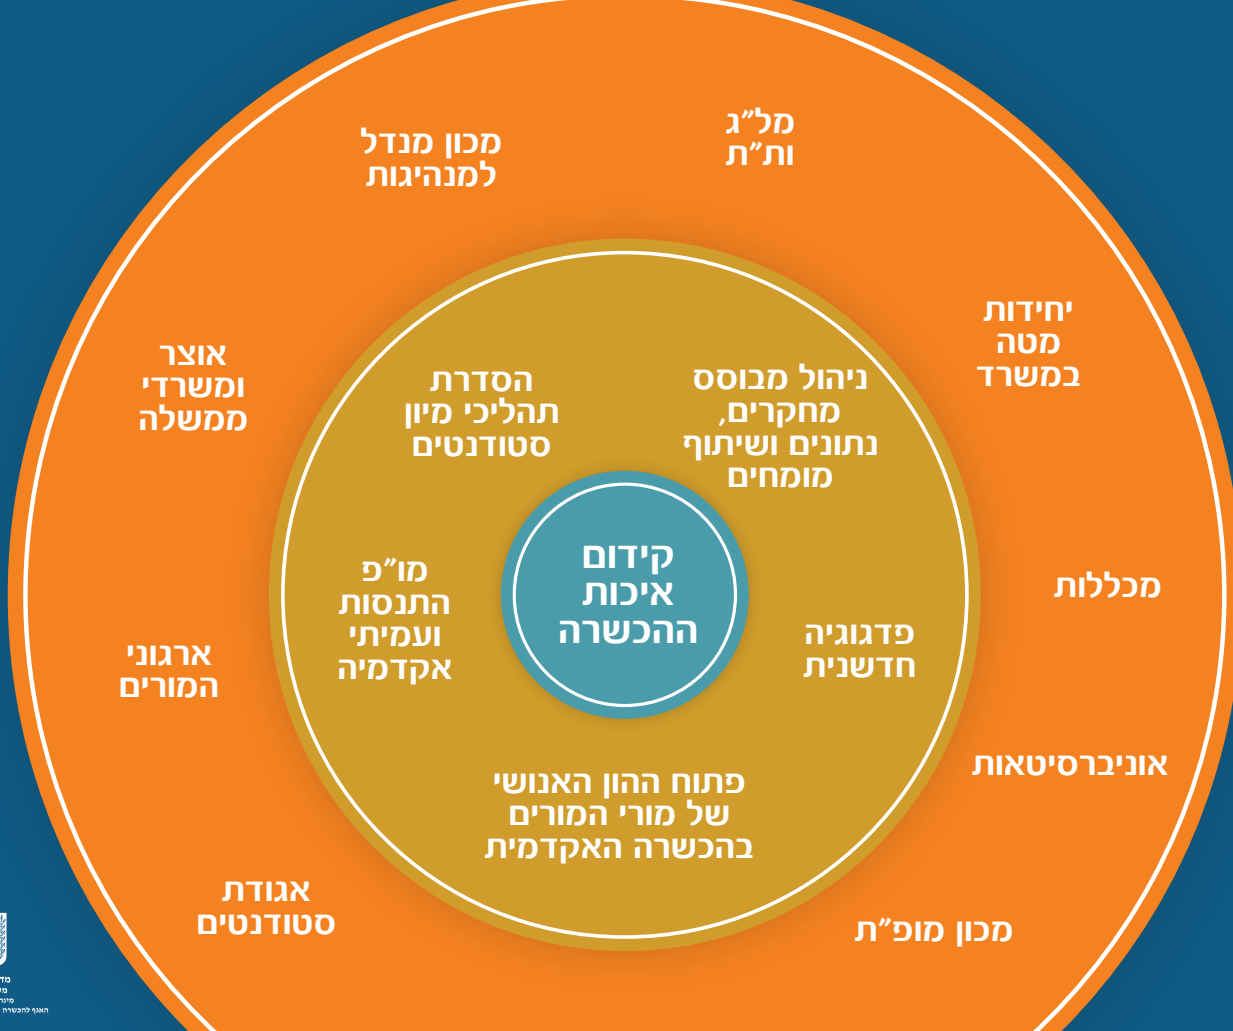 מל״ג
ות״ת
מכון מנדל
למנהיגות
יחידות
מטה
במשרד
אוצר
ומשרדי
ממשלה
ניהול מבוסס
מחקרים,
נתונים ושיתוף
מומחים
הסדרת
תהליכי מיון
סטודנטים
קידום
איכות
ההכשרה
מו״פ
התנסות
ועמיתי
אקדמיה
מכללות
פדגוגיה
חדשנית
ארגוני
המורים
אוניברסיטאות
פתוח ההון האנושי
של מורי המורים
בהכשרה האקדמית
אגודת
סטודנטים
מכון מופ״ת
האגף להכשרה